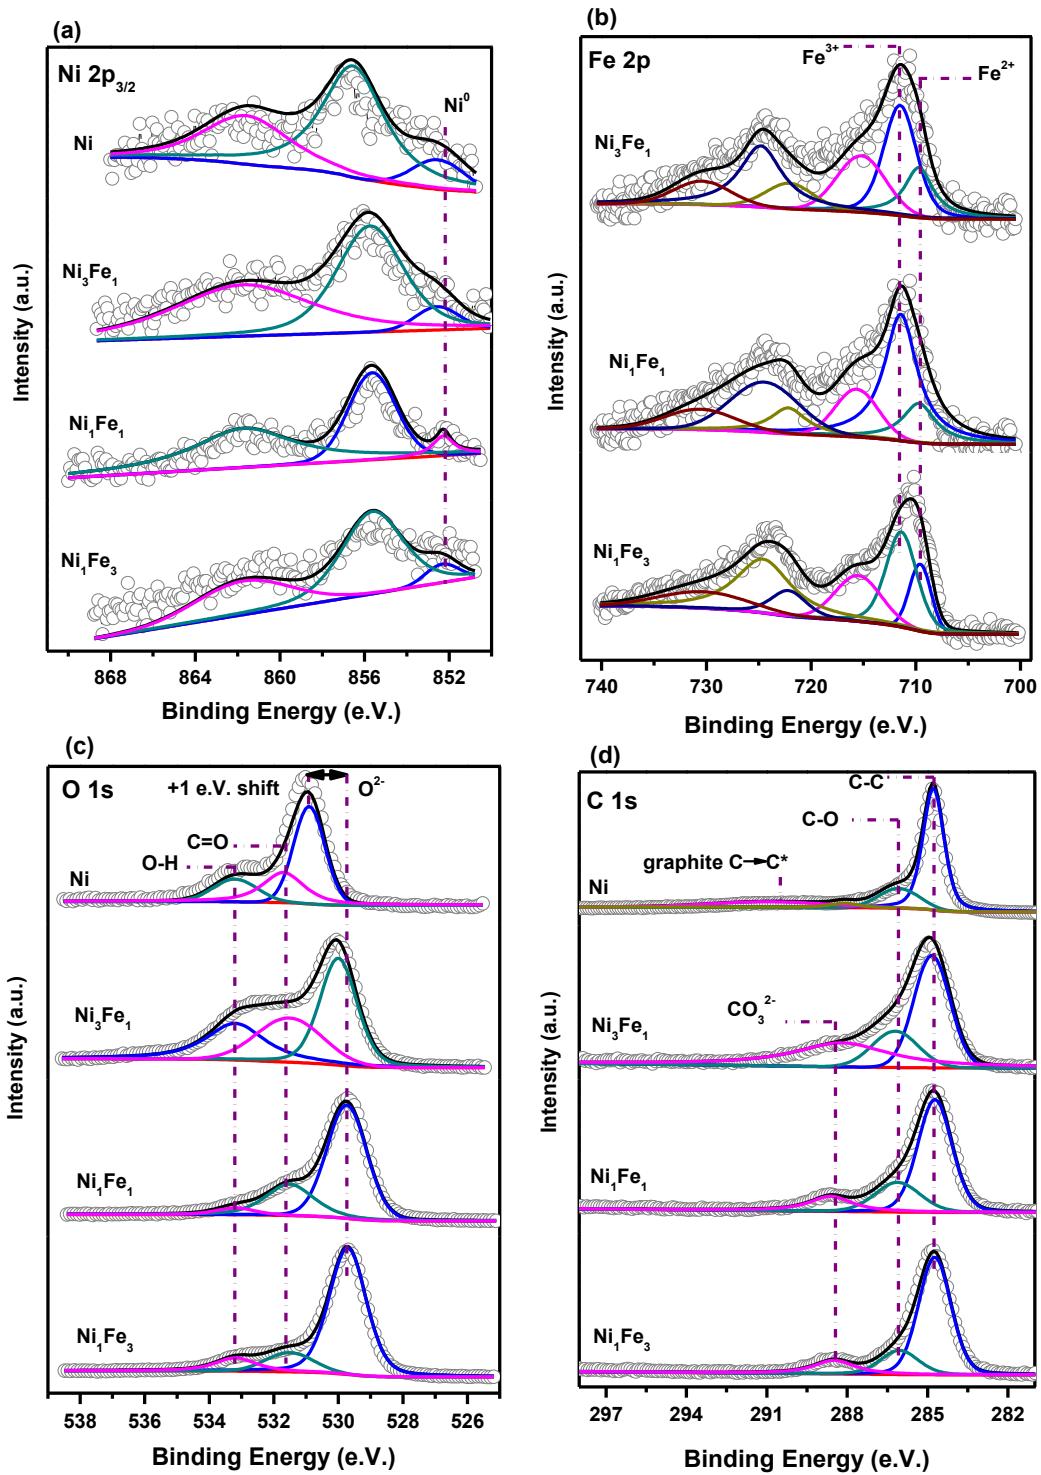 (a)
Ni 2p3/2
Ni0
Ni
Ni3Fe1
Ni1Fe1
Ni1Fe3
Intensity (a.u.)
868 864 860 856 852
Binding Energy (e.V.)
(b)
Fe 2p
Fe3+
Fe2+
Ni3Fe1
Ni1Fe1
Ni1Fe3
Intensity (a.u.)
740 730 720 710 700
Binding Energy (e.V.)
(c)
O 1s
+1 e.V. shift
O2-
C=O
O-H
Ni
Ni3Fe1
Ni1Fe1
Ni1Fe3
Intensity (a.u.)
538 536 534 532 530 528 526
Binding Energy (e.V.)
(d)
C 1s
C-C
C-O
graphite C→C*
Ni
CO32-
Ni3Fe1
Ni1Fe1
Ni1Fe3
Intensity (a.u.)
297 294 291 288 285 282
Binding Energy (e.V.)